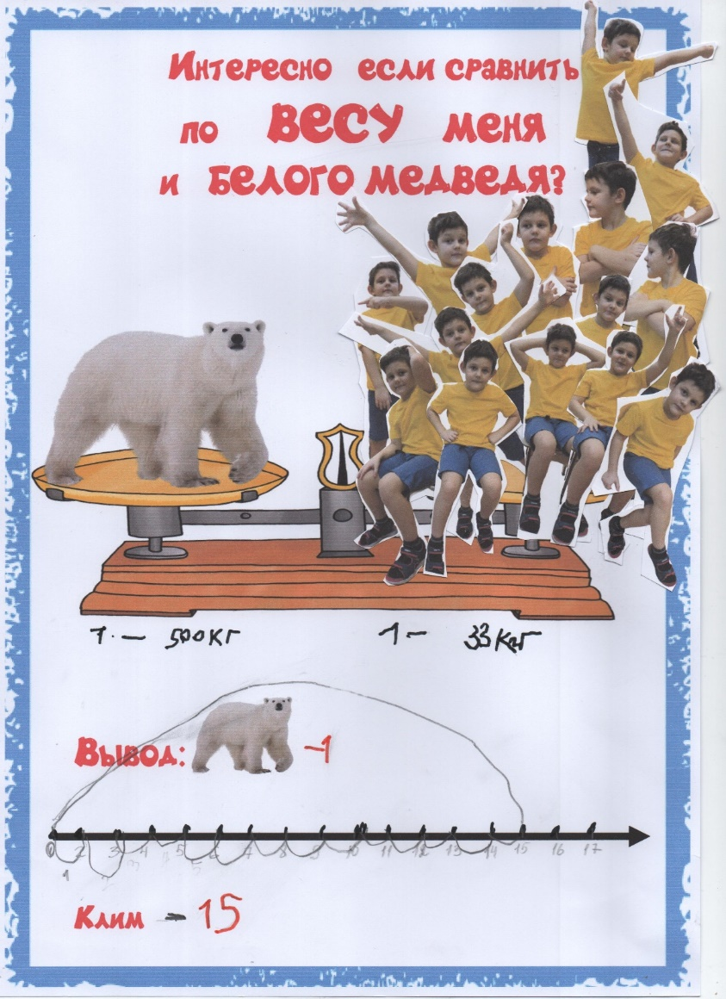 Интересно если сравнить
по весу меня
и белого медведя?
1. — 500кг 1 — 33кг
Вывод: -1
0 2 3 4 5 6 7 8 9 10 11 12 13 14 15 16 17
1
Клим - 15